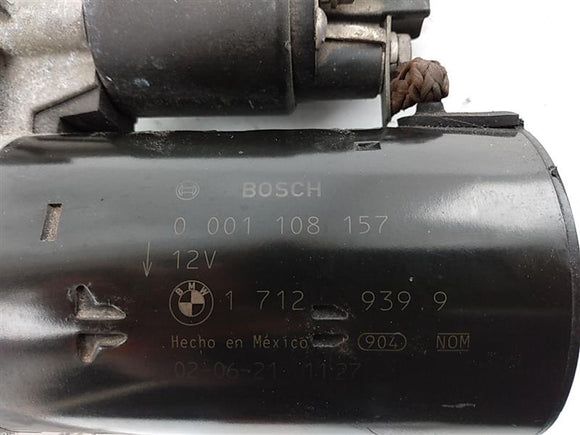 BOSCH
0 001 108 157
12V
BMW 1 712 939.9
Hecho en México 904 NOM
02-06-21 11:27